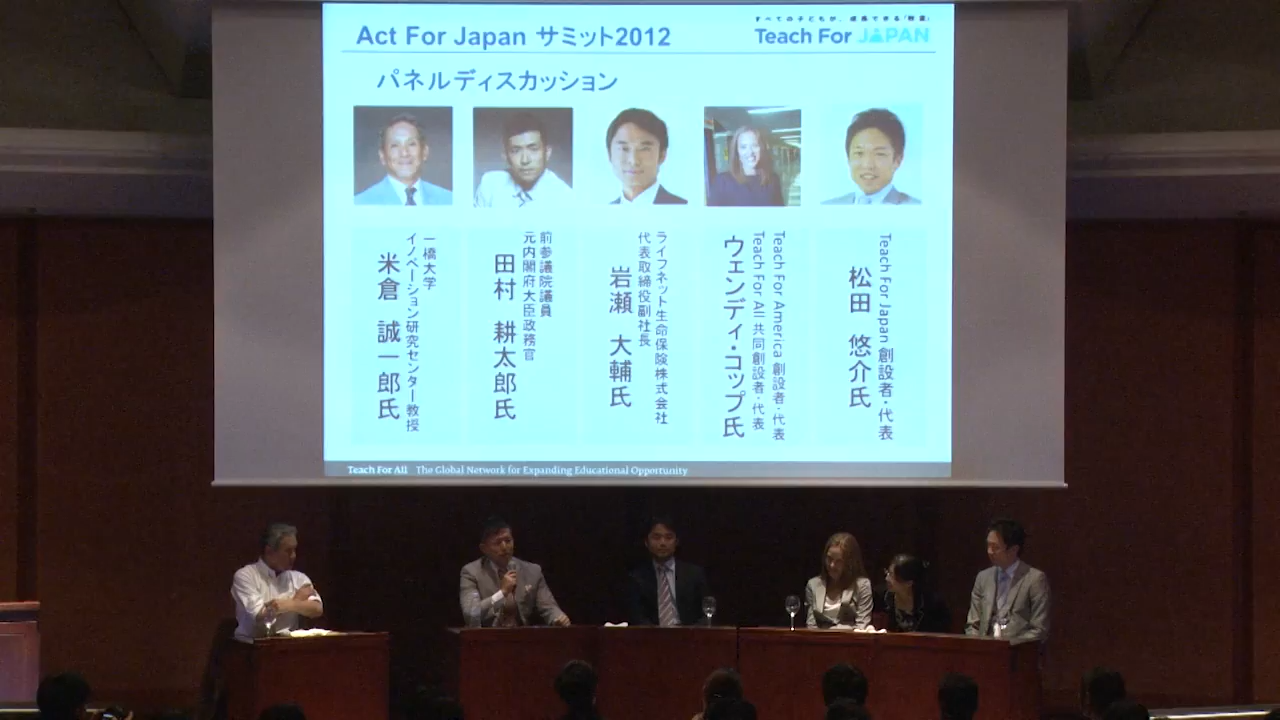 Act For Japan サミット2012
すべての子どもが、成長できる「教室」
Teach For JAPAN
パネルディスカッション
一橋大学
イノベーション研究センター教授
米倉 誠一郎氏
前参議院議員
元内閣府大臣政務官
田村 耕太郎氏
ライフネット生命保険株式会社
代表取締役副社長
岩瀬 大輔氏
Teach For America 創設者・代表
Teach For All 共同創設者・代表
ウェンディ・コップ氏
Teach For Japan 創設者・代表
松田 悠介氏
Teach For All The Global Network for Expanding Educational Opportunity